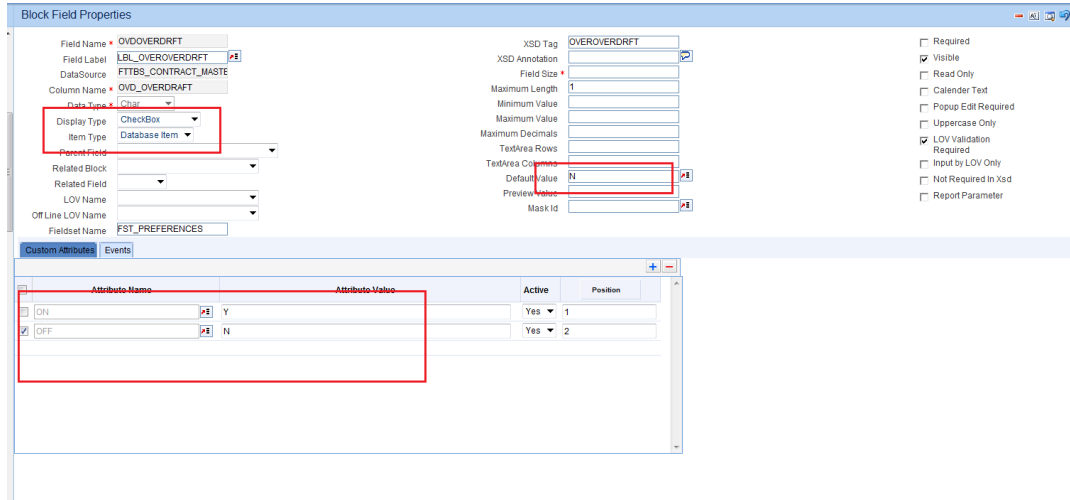 Block Field Properties
Field Name * OVDOVERDRFT
Field Label LBL_OVEROVERDRFT
DataSource FTTBS_CONTRACT_MASTE
Column Name * OVD_OVERDRAFT
Data Type * Char
Display Type CheckBox
Item Type Database Item
Parent Field
Related Block
Related Field
LOV Name
Off Line LOV Name
Fieldset Name FST_PREFERENCES
XSD Tag OVEROVERDRFT
XSD Annotation
Field Size *
Maximum Length 1
Minimum Value
Maximum Value
Maximum Decimals
TextArea Rows
TextArea Columns
Default Value N
Preview Value
Mask Id
Required
Visible
Read Only
Calender Text
Popup Edit Required
Uppercase Only
LOV Validation
Required
Input by LOV Only
Not Required In Xsd
Report Parameter
Custom Attributes Events
+ −
Attribute Name Attribute Value Active Position
ON Y Yes 1
OFF N Yes 2